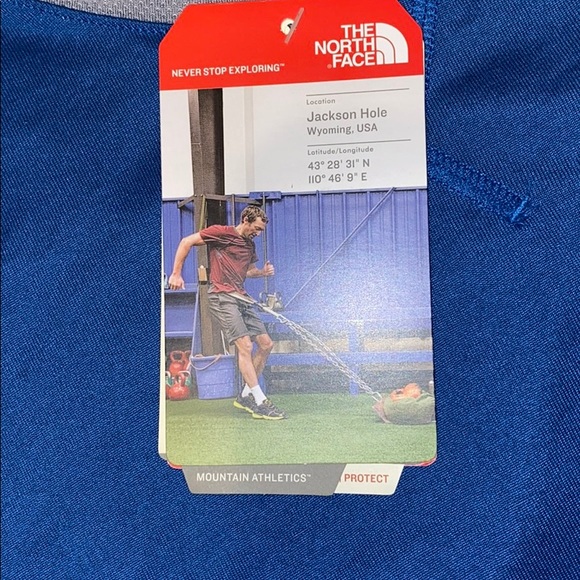 THE
NORTH
FACE
NEVER STOP EXPLORING™
Location
Jackson Hole
Wyoming, USA
Latitude/Longitude
43° 28' 31" N
110° 46' 9" E
MOUNTAIN ATHLETICS™
PROTECT